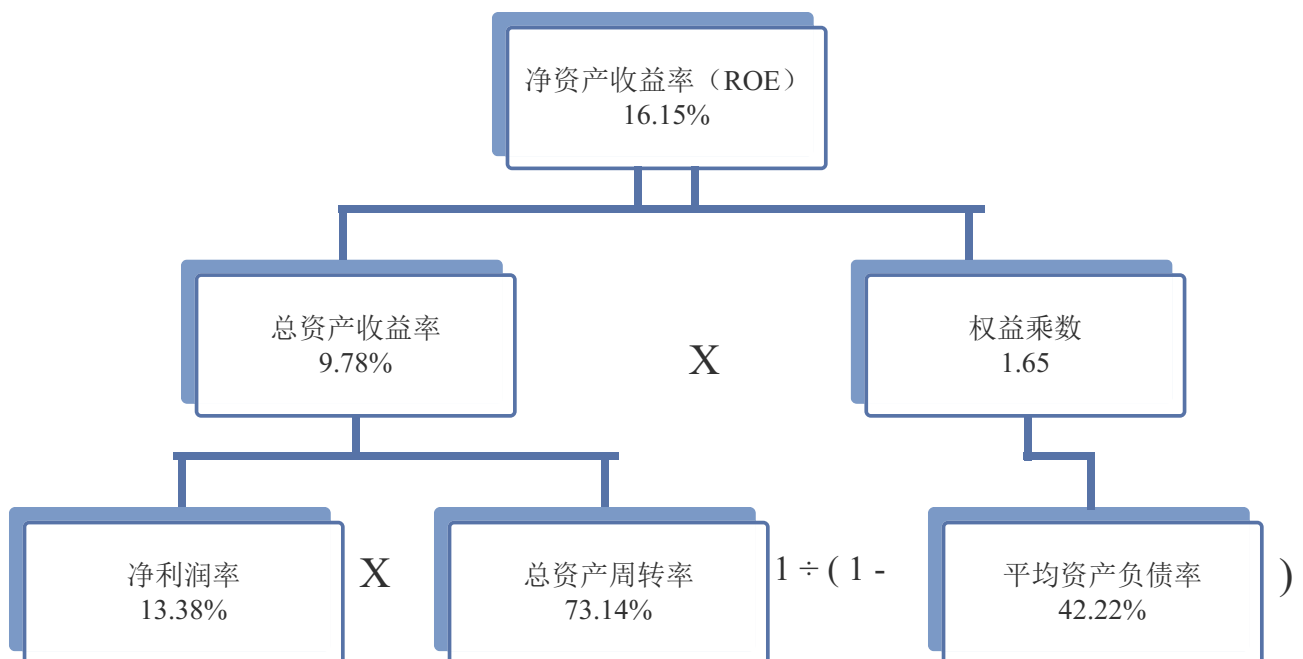 净资产收益率（ROE）
16.15%
总资产收益率
9.78%
X
权益乘数
1.65
净利润率
13.38%
X
总资产周转率
73.14%
1 ÷ ( 1 -
平均资产负债率
42.22%
)